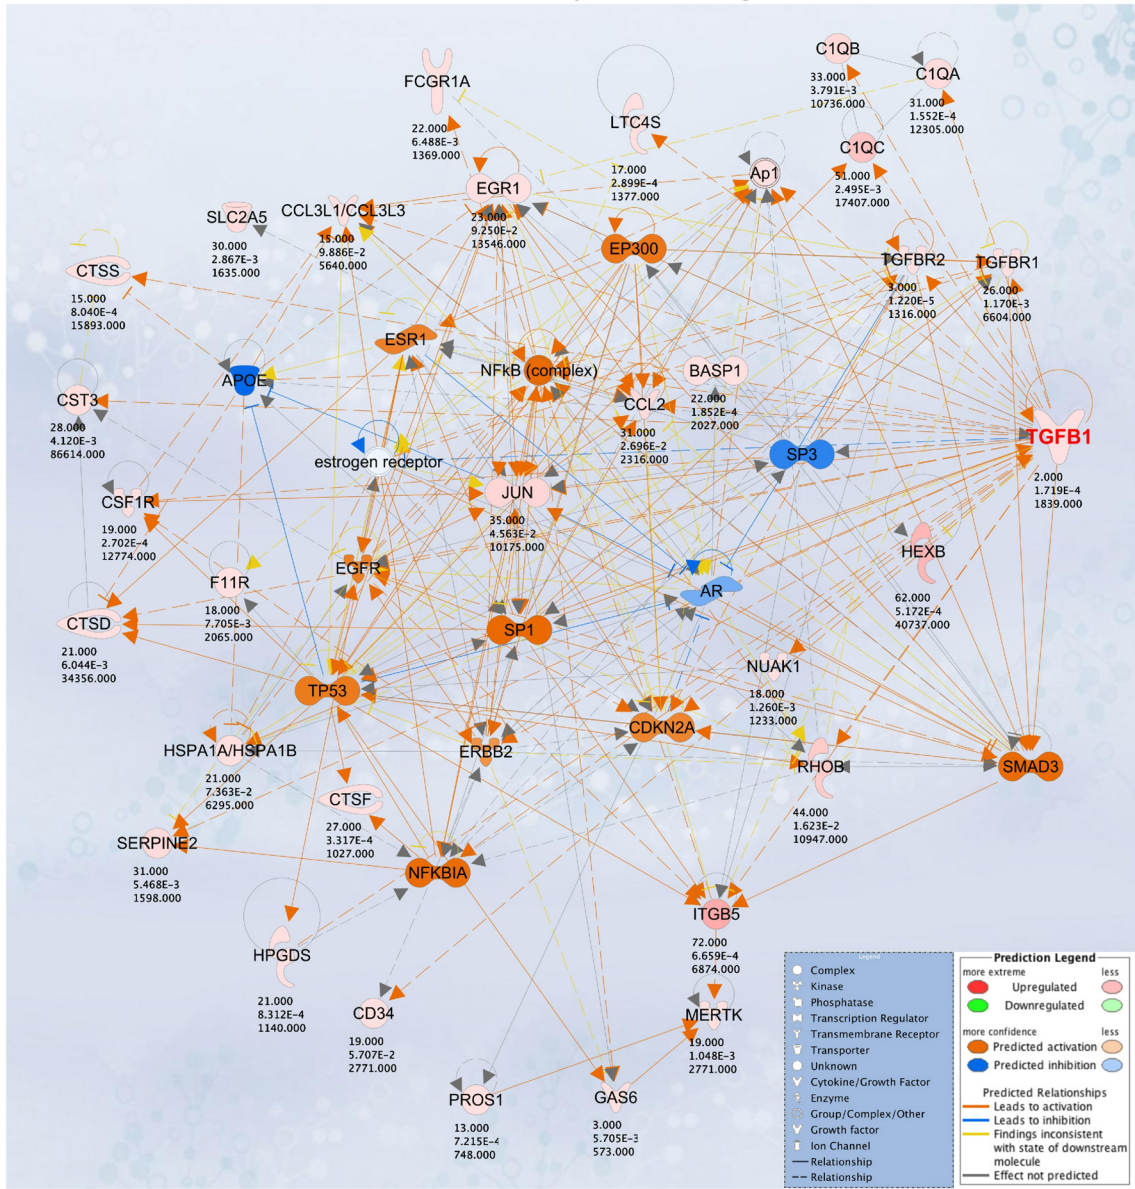 FCGR1A
22.000
6.488E-3
1369.000
LTC4S
17.000
2.899E-4
1377.000
C1QB
33.000
3.791E-3
10736.000
C1QA
31.000
1.552E-4
12305.000
C1QC
51.000
2.495E-3
17407.000
Ap1
EGR1
23.000
9.250E-2
13546.000
SLC2A5
30.000
2.867E-3
1635.000
CCL3L1/CCL3L3
15.000
9.886E-2
5640.000
EP300
TGFBR2
3.000
1.220E-5
1316.000
TGFBR1
26.000
1.170E-3
6604.000
CTSS
15.000
8.040E-4
15893.000
ESR1
NFkB (complex)
BASP1
22.000
1.852E-4
2027.000
APOE
CST3
28.000
4.120E-3
86614.000
CCL2
31.000
2.696E-2
2316.000
TGFB1
2.000
1.719E-4
1839.000
SP3
estrogen receptor
JUN
35.000
4.563E-2
10175.000
CSF1R
19.000
2.702E-4
12774.000
HEXB
62.000
5.172E-4
40737.000
EGFR
F11R
18.000
7.705E-3
2065.000
AR
CTSD
21.000
6.044E-3
34356.000
SP1
NUAK1
18.000
1.260E-3
1233.000
TP53
CDKN2A
HSPA1A/HSPA1B
21.000
7.363E-2
6295.000
ERBB2
RHOB
44.000
1.623E-2
10947.000
SMAD3
CTSF
27.000
3.317E-4
1027.000
SERPINE2
31.000
5.468E-3
1598.000
NFKBIA
ITGB5
72.000
6.659E-4
6874.000
HPGDS
21.000
8.312E-4
1140.000
CD34
19.000
5.707E-2
2771.000
MERTK
19.000
1.048E-3
2771.000
PROS1
13.000
7.215E-4
748.000
GAS6
3.000
5.705E-3
573.000
Legend
Complex
Kinase
Phosphatase
Transcription Regulator
Transmembrane Receptor
Transporter
Unknown
Cytokine/Growth Factor
Enzyme
Group/Complex/Other
Growth factor
Ion Channel
Relationship
Relationship
Prediction Legend
more extreme less
Upregulated
Downregulated
more confidence less
Predicted activation
Predicted inhibition
Predicted Relationships
Leads to activation
Leads to inhibition
Findings inconsistent
with state of downstream
molecule
Effect not predicted